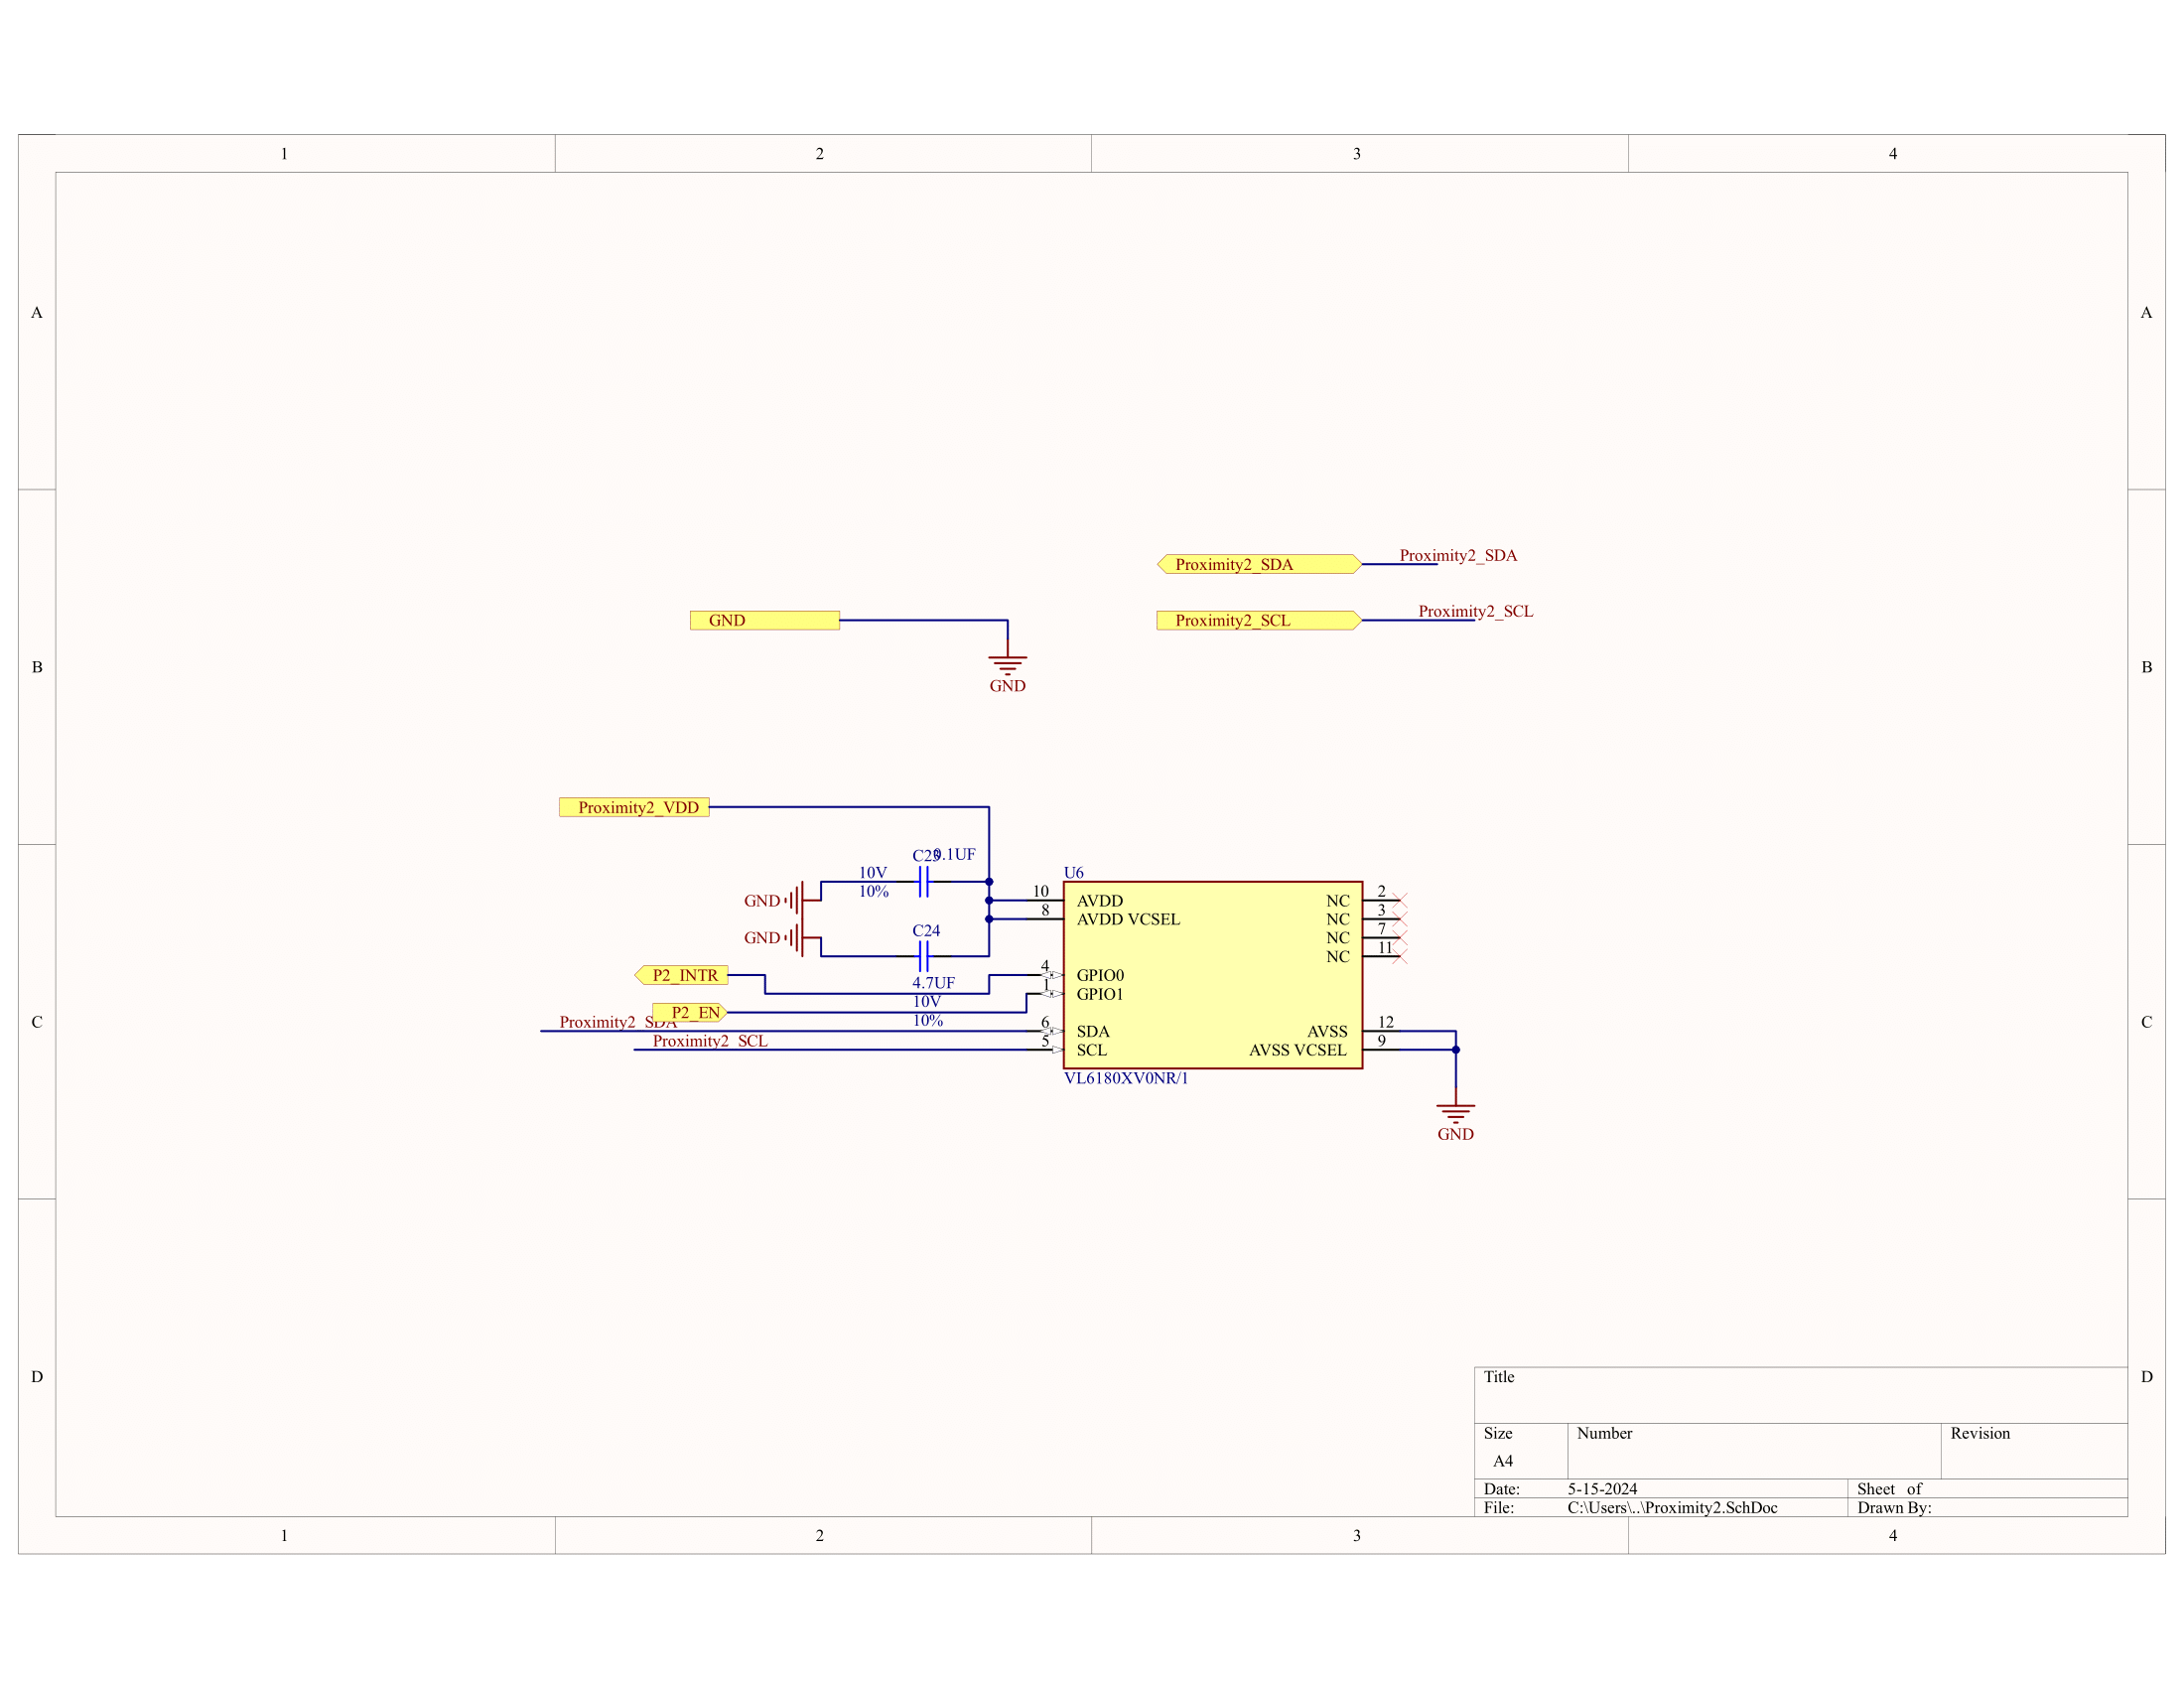 1 2 3 4
A A
Proximity2_SDA Proximity2_SDA
GND Proximity2_SCL Proximity2_SCL
B B
GND
Proximity2_VDD
0.1UF
10V U6
10% 10 2
GND AVDD NC
8 3
AVDD VCSEL NC
C24 7
GND NC
11
NC
4
P2_INTR GPIO0
4.7UF 1
GPIO1
10V
P2_EN
C Proximity2_SDA 10% 6 12 C
SDA AVSS
Proximity2_SCL 5 9
SCL AVSS VCSEL
VL6180XV0NR/1
GND
D Title D
Size Number Revision
A4
Date: 5-15-2024 Sheet of
File: C:\Users\..\Proximity2.SchDoc Drawn By:
1 2 3 4